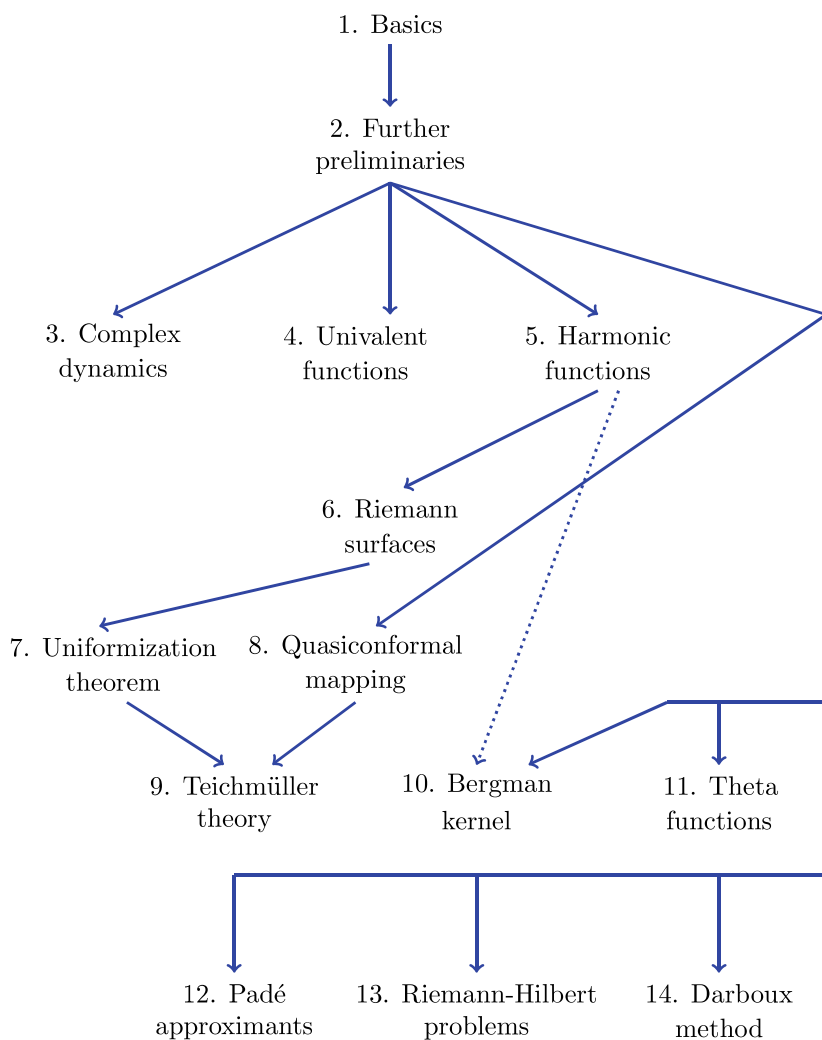 1. Basics
2. Further
preliminaries
3. Complex
dynamics
4. Univalent
functions
5. Harmonic
functions
6. Riemann
surfaces
7. Uniformization
theorem
8. Quasiconformal
mapping
9. Teichmüller
theory
10. Bergman
kernel
11. Theta
functions
12. Padé
approximants
13. Riemann-Hilbert
problems
14. Darboux
method